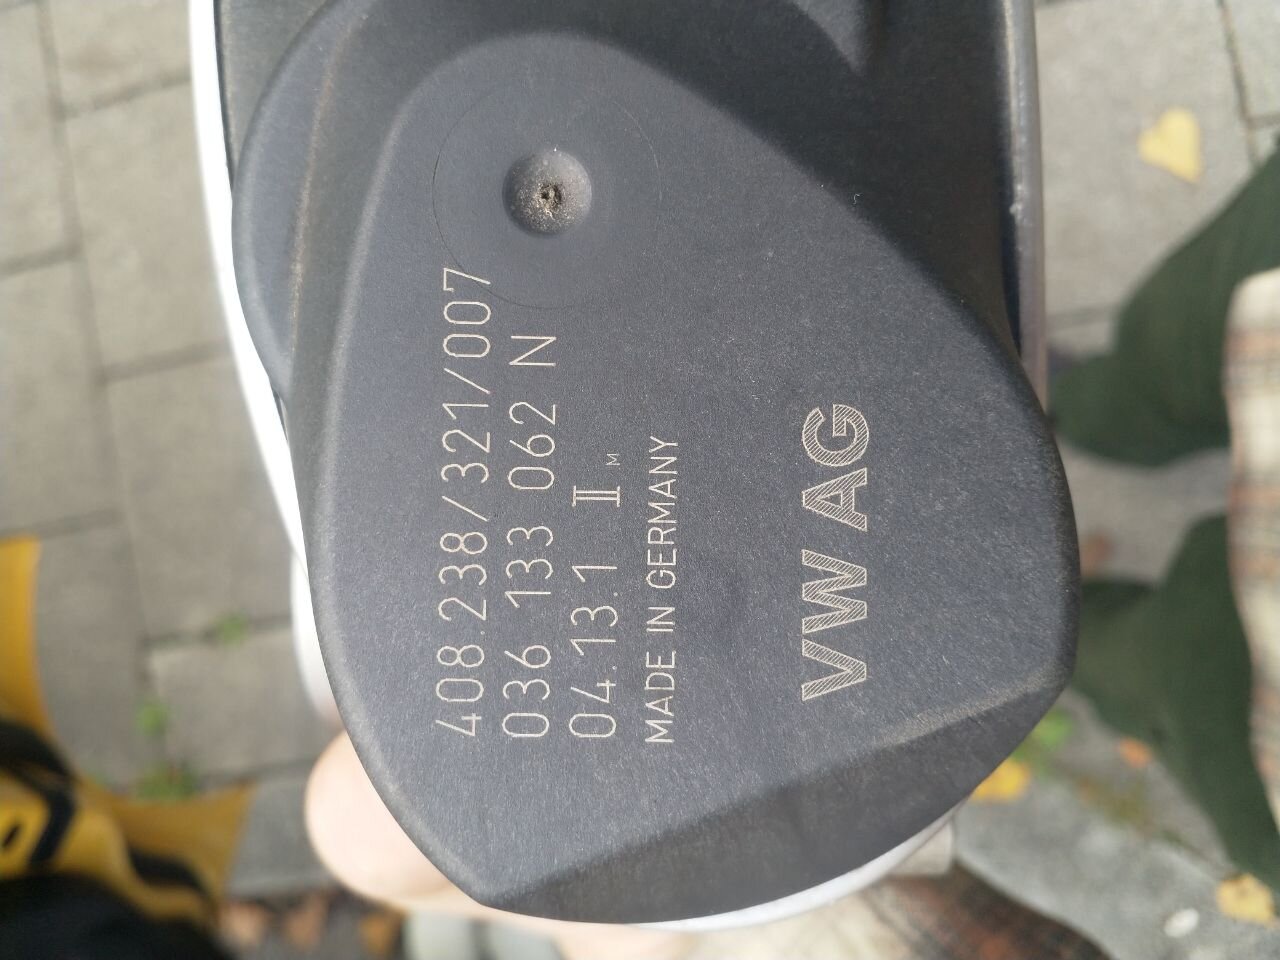 408.238/321/007
036 133 062 N
04.13.1 II M
MADE IN GERMANY
VW AG